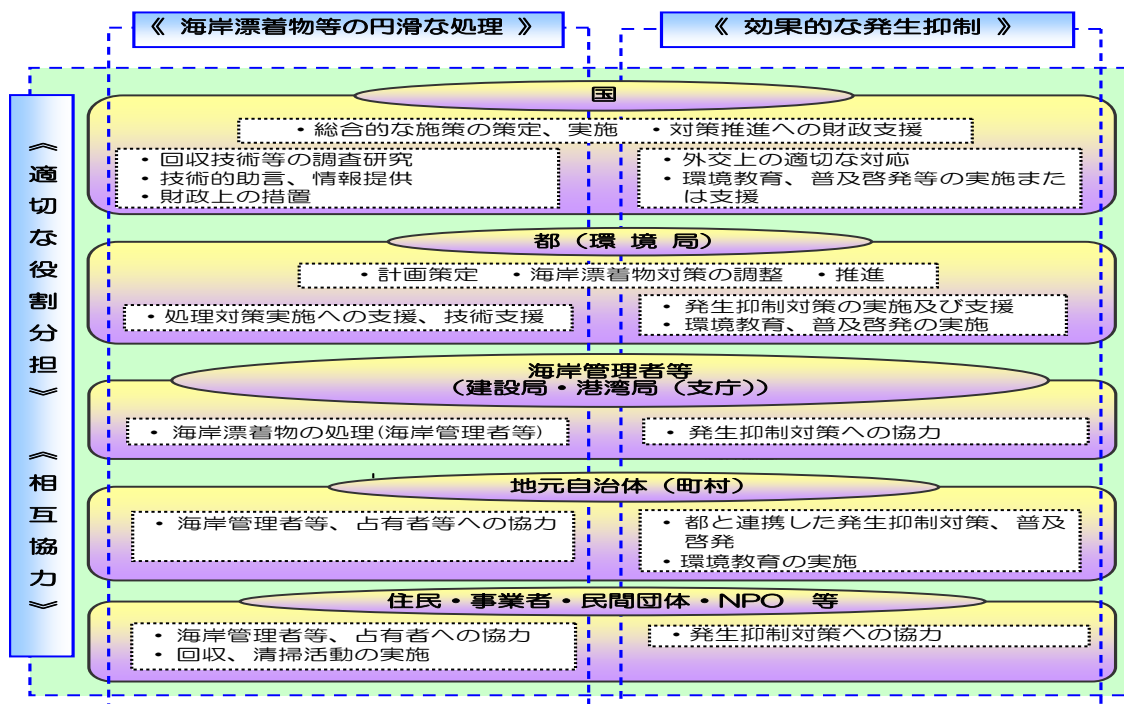 《 海岸漂着物等の円滑な処理 》
《 効果的な発生抑制 》
《適切な役割分担》
《相互協力》
国
・総合的な施策の策定、実施 ・対策推進への財政支援
・回収技術等の調査研究
・技術的助言、情報提供
・財政上の措置
・外交上の適切な対応
・環境教育、普及啓発等の実施また
は支援
都（環 境 局）
・計画策定 ・海岸漂着物対策の調整 ・推進
・処理対策実施への支援、技術支援
・発生抑制対策の実施及び支援
・環境教育、普及啓発の実施
海岸管理者等
（建設局・港湾局（支庁））
・海岸漂着物の処理(海岸管理者等)
・発生抑制対策への協力
地元自治体（町村）
・海岸管理者等、占有者等への協力
・都と連携した発生抑制対策、普及
啓発
・環境教育の実施
住民・事業者・民間団体・NPO 等
・海岸管理者等、占有者への協力
・回収、清掃活動の実施
・発生抑制対策への協力